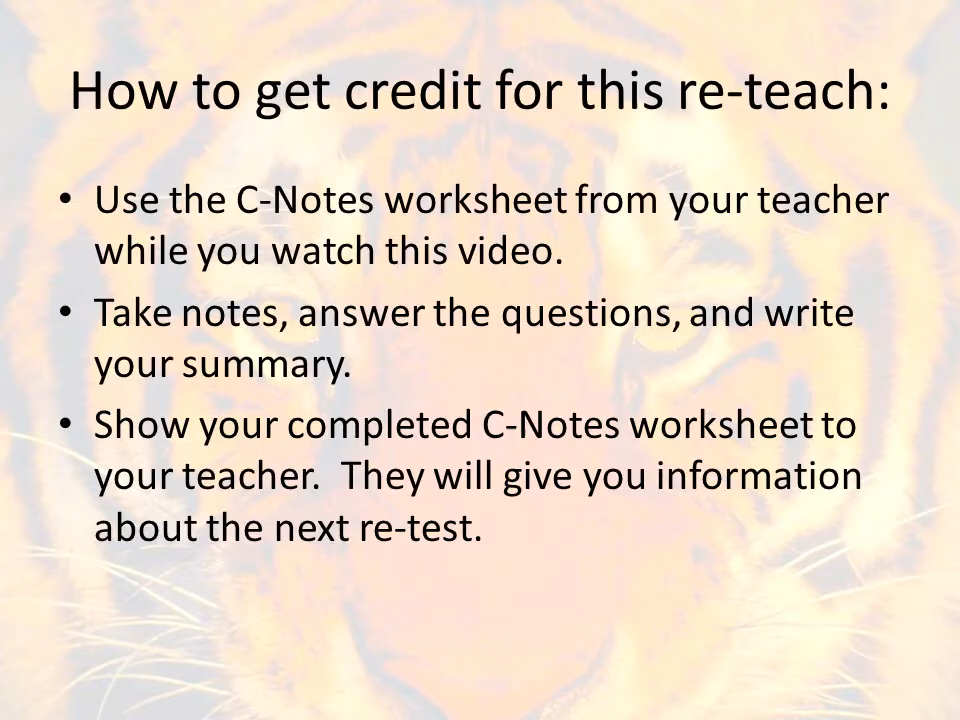 How to get credit for this re-teach:
• Use the C-Notes worksheet from your teacher
while you watch this video.
• Take notes, answer the questions, and write
your summary.
• Show your completed C-Notes worksheet to
your teacher.  They will give you information
about the next re-test.